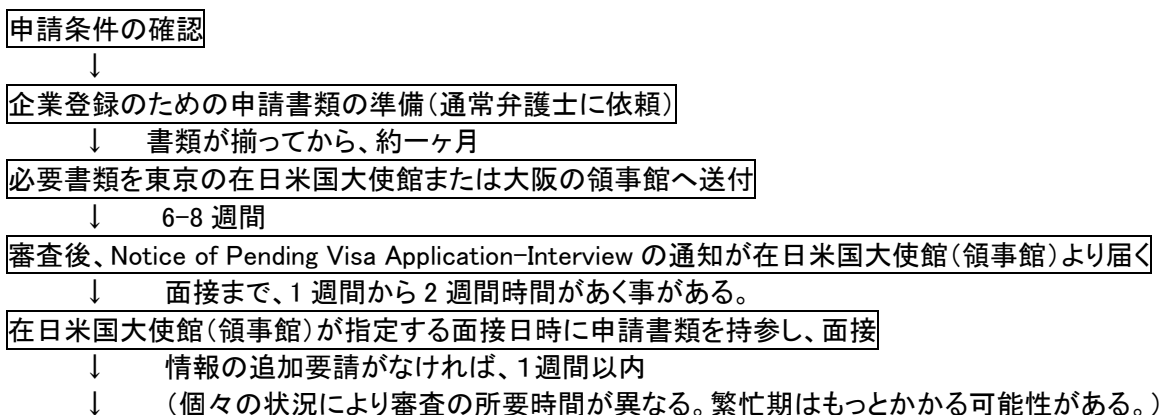 申請条件の確認
↓
企業登録のための申請書類の準備(通常弁護士に依頼)
↓ 書類が揃ってから、約一ヶ月
必要書類を東京の在日米国大使館または大阪の領事館へ送付
↓ 6-8 週間
審査後、Notice of Pending Visa Application-Interview の通知が在日米国大使館(領事館)より届く
↓ 面接まで、1 週間から 2 週間時間があく事がある。
在日米国大使館(領事館)が指定する面接日時に申請書類を持参し、面接
↓ 情報の追加要請がなければ、1週間以内
↓ (個々の状況により審査の所要時間が異なる。繁忙期はもっとかかる可能性がある。)